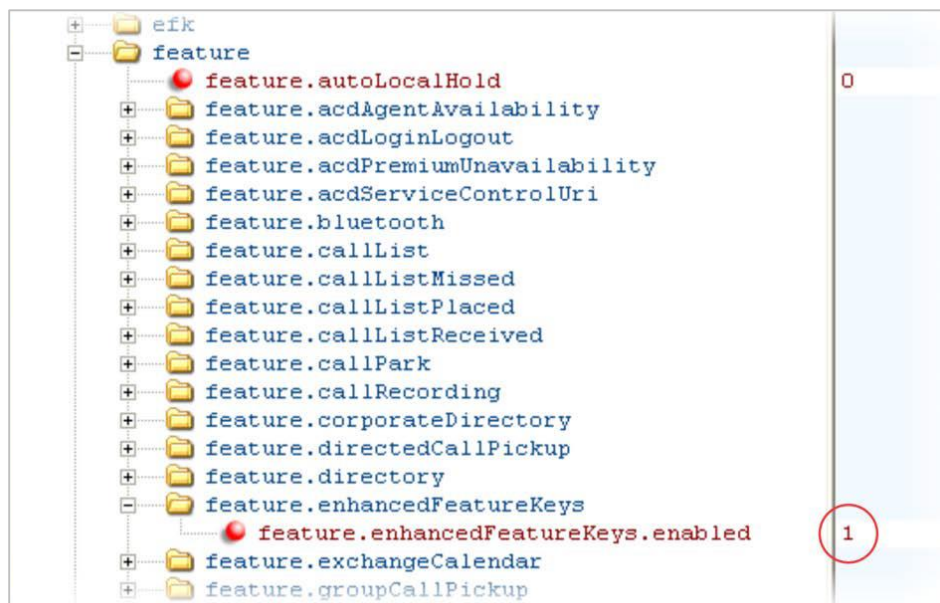 efk
feature
feature.autoLocalHold 0
feature.acdAgentAvailability
feature.acdLoginLogout
feature.acdPremiumUnavailability
feature.acdServiceControlUri
feature.bluetooth
feature.callList
feature.callListMissed
feature.callListPlaced
feature.callListReceived
feature.callPark
feature.callRecording
feature.corporateDirectory
feature.directedCallPickup
feature.directory
feature.enhancedFeatureKeys
feature.enhancedFeatureKeys.enabled 1
feature.exchangeCalendar
feature.groupCallPickup